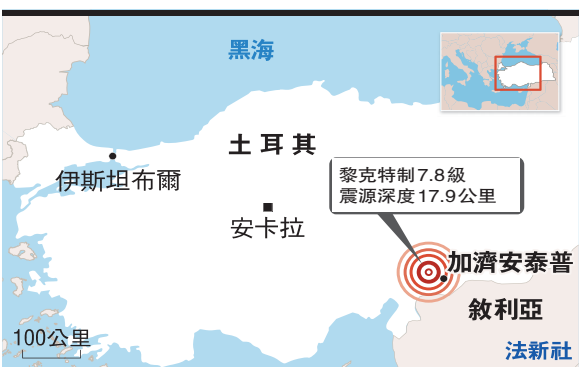 黑海
土耳其
伊斯坦布爾
黎克特制7.8級
震源深度17.9公里
安卡拉
加濟安泰普
敘利亞
100公里
法新社